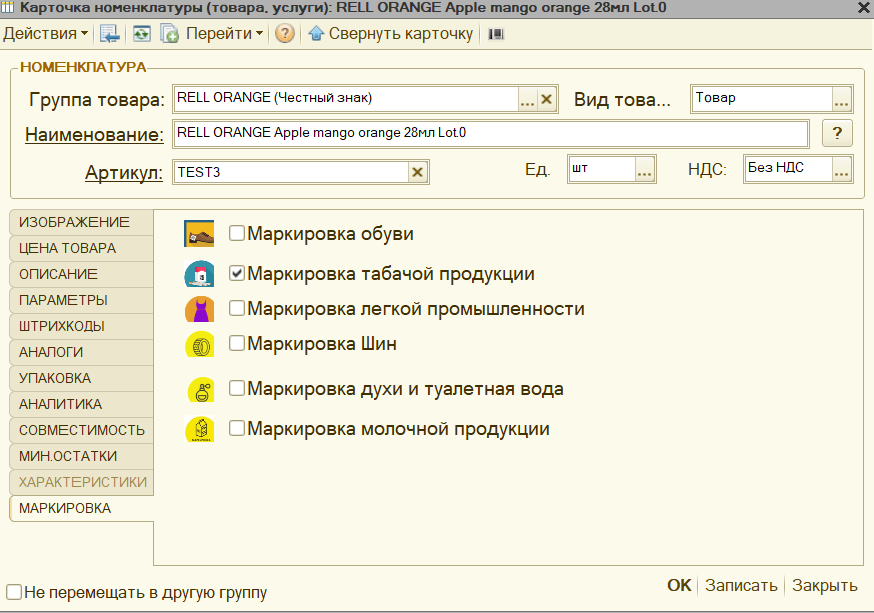 Карточка номенклатуры (товара, услуги): RELL ORANGE Apple mango orange 28мл Lot.0
Действия Перейти ? Свернуть карточку
НОМЕНКЛАТУРА
Группа товара: RELL ORANGE (Честный знак) ... Вид това... Товар ...
Наименование: RELL ORANGE Apple mango orange 28мл Lot.0 ?
Артикул: TEST3 Ед. шт ... НДС: Без НДС ...
ИЗОБРАЖЕНИЕ
ЦЕНА ТОВАРА
ОПИСАНИЕ
ПАРАМЕТРЫ
ШТРИХКОДЫ
АНАЛОГИ
УПАКОВКА
АНАЛИТИКА
СОВМЕСТИМОСТЬ
МИН.ОСТАТКИ
ХАРАКТЕРИСТИКИ
МАРКИРОВКА
Маркировка обуви
Маркировка табачой продукции
Маркировка легкой промышленности
Маркировка Шин
Маркировка духи и туалетная вода
Маркировка молочной продукции
Не перемещать в другую группу
OK Записать Закрыть